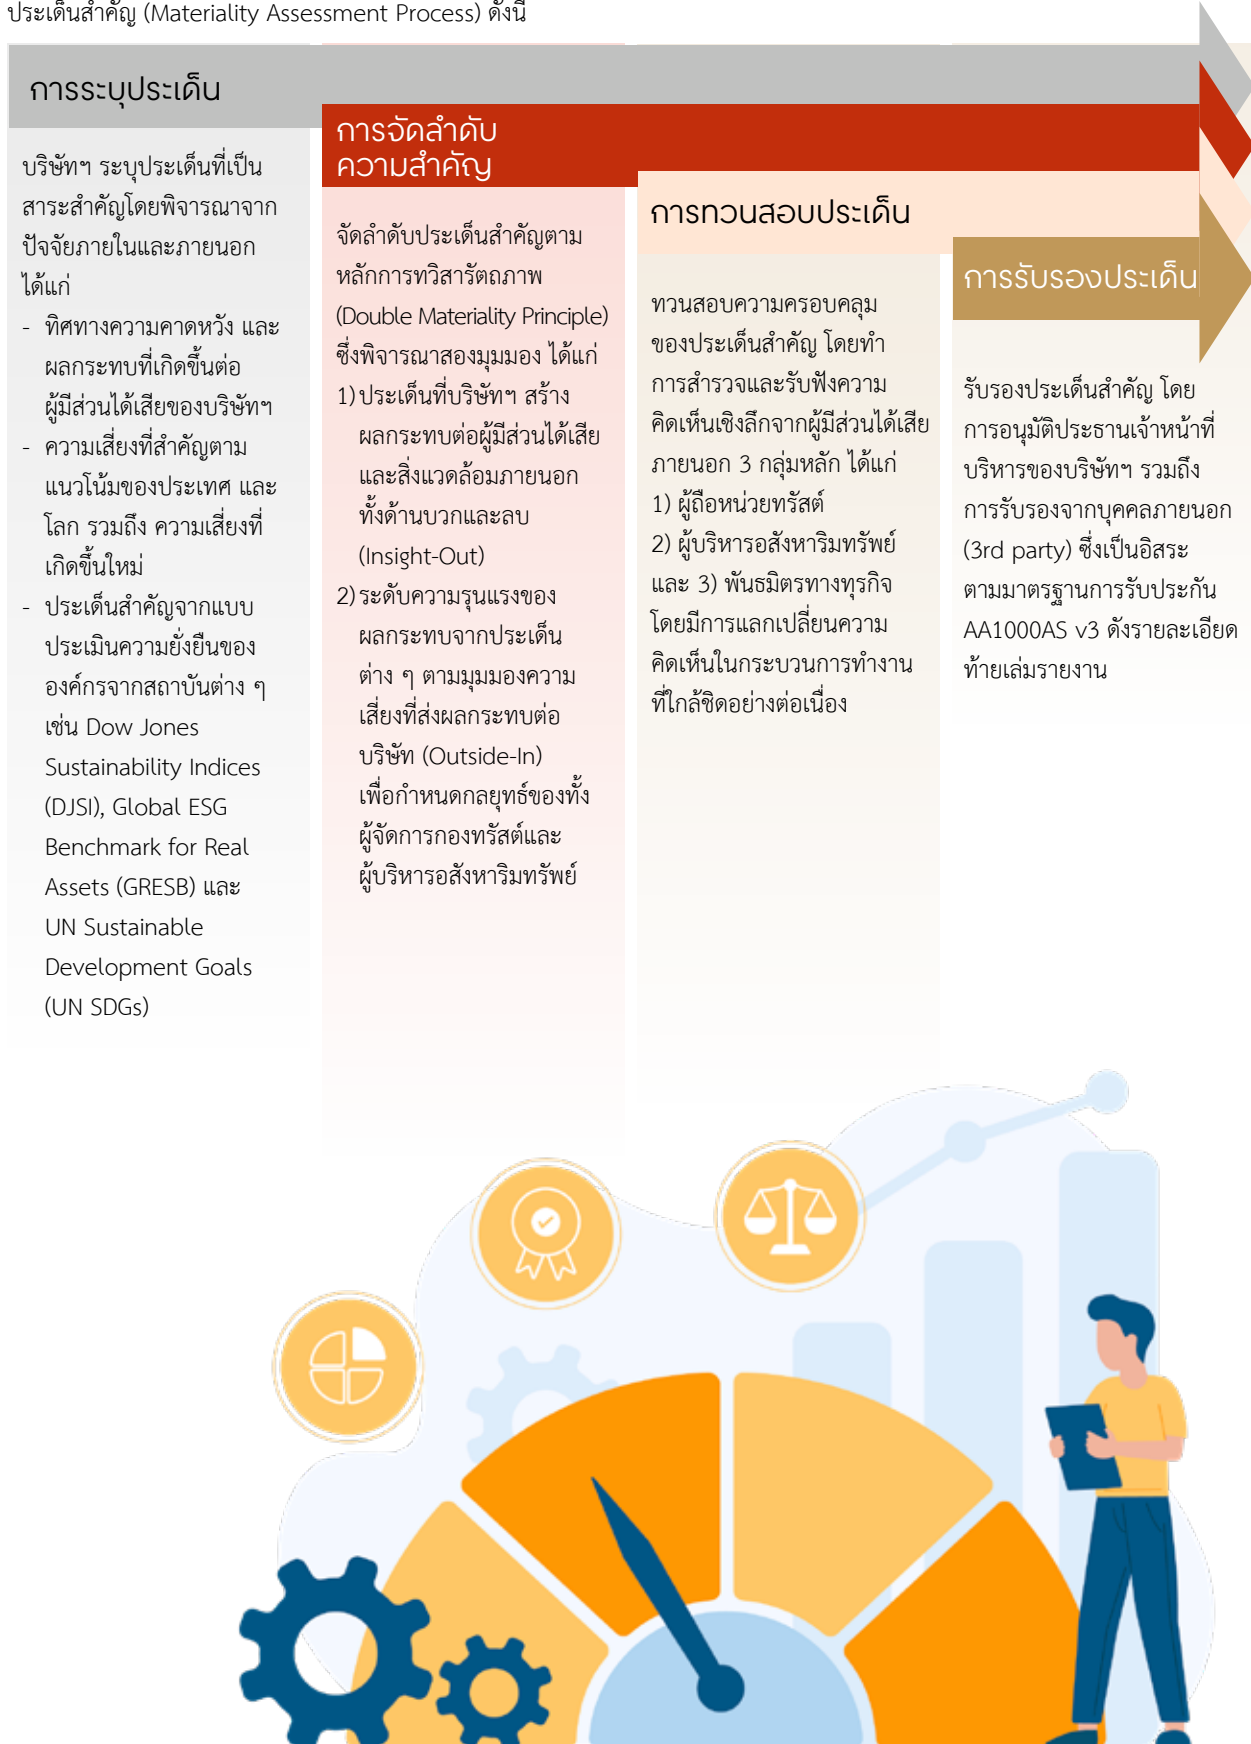 ประเด็นสำคัญ (Materiality Assessment Process) ดังนี้
การระบุประเด็น
บริษัทฯ ระบุประเด็นที่เป็น
สาระสำคัญโดยพิจารณาจาก
ปัจจัยภายในและภายนอก
ได้แก่
- ทิศทางความคาดหวัง และ
ผลกระทบที่เกิดขึ้นต่อ
ผู้มีส่วนได้เสียของบริษัทฯ
- ความเสี่ยงที่สำคัญตาม
แนวโน้มของประเทศ และ
โลก รวมถึง ความเสี่ยงที่
เกิดขึ้นใหม่
- ประเด็นสำคัญจากแบบ
ประเมินความยั่งยืนของ
องค์กรจากสถาบันต่าง ๆ
เช่น Dow Jones
Sustainability Indices
(DJSI), Global ESG
Benchmark for Real
Assets (GRESB) และ
UN Sustainable
Development Goals
(UN SDGs)
การจัดลำดับ
ความสำคัญ
จัดลำดับประเด็นสำคัญตาม
หลักการทวิสารัตถภาพ
(Double Materiality Principle)
ซึ่งพิจารณาสองมุมมอง ได้แก่
1) ประเด็นที่บริษัทฯ สร้าง
ผลกระทบต่อผู้มีส่วนได้เสีย
และสิ่งแวดล้อมภายนอก
ทั้งด้านบวกและลบ
(Insight-Out)
2) ระดับความรุนแรงของ
ผลกระทบจากประเด็น
ต่าง ๆ ตามมุมมองความ
เสี่ยงที่ส่งผลกระทบต่อ
บริษัท (Outside-In)
เพื่อกำหนดกลยุทธ์ของทั้ง
ผู้จัดการกองทรัสต์และ
ผู้บริหารอสังหาริมทรัพย์
การทวนสอบประเด็น
ทวนสอบความครอบคลุม
ของประเด็นสำคัญ โดยทำ
การสำรวจและรับฟังความ
คิดเห็นเชิงลึกจากผู้มีส่วนได้เสีย
ภายนอก 3 กลุ่มหลัก ได้แก่
1) ผู้ถือหน่วยทรัสต์
2) ผู้บริหารอสังหาริมทรัพย์
และ 3) พันธมิตรทางทุรกิจ
โดยมีการแลกเปลี่ยนความ
คิดเห็นในกระบวนการทำงาน
ที่ใกล้ชิดอย่างต่อเนื่อง
การรับรองประเด็น
รับรองประเด็นสำคัญ โดย
การอนุมัติประธานเจ้าหน้าที่
บริหารของบริษัทฯ รวมถึง
การรับรองจากบุคคลภายนอก
(3rd party) ซึ่งเป็นอิสระ
ตามมาตรฐานการรับประกัน
AA1000AS v3 ดังรายละเอียด
ท้ายเล่มรายงาน